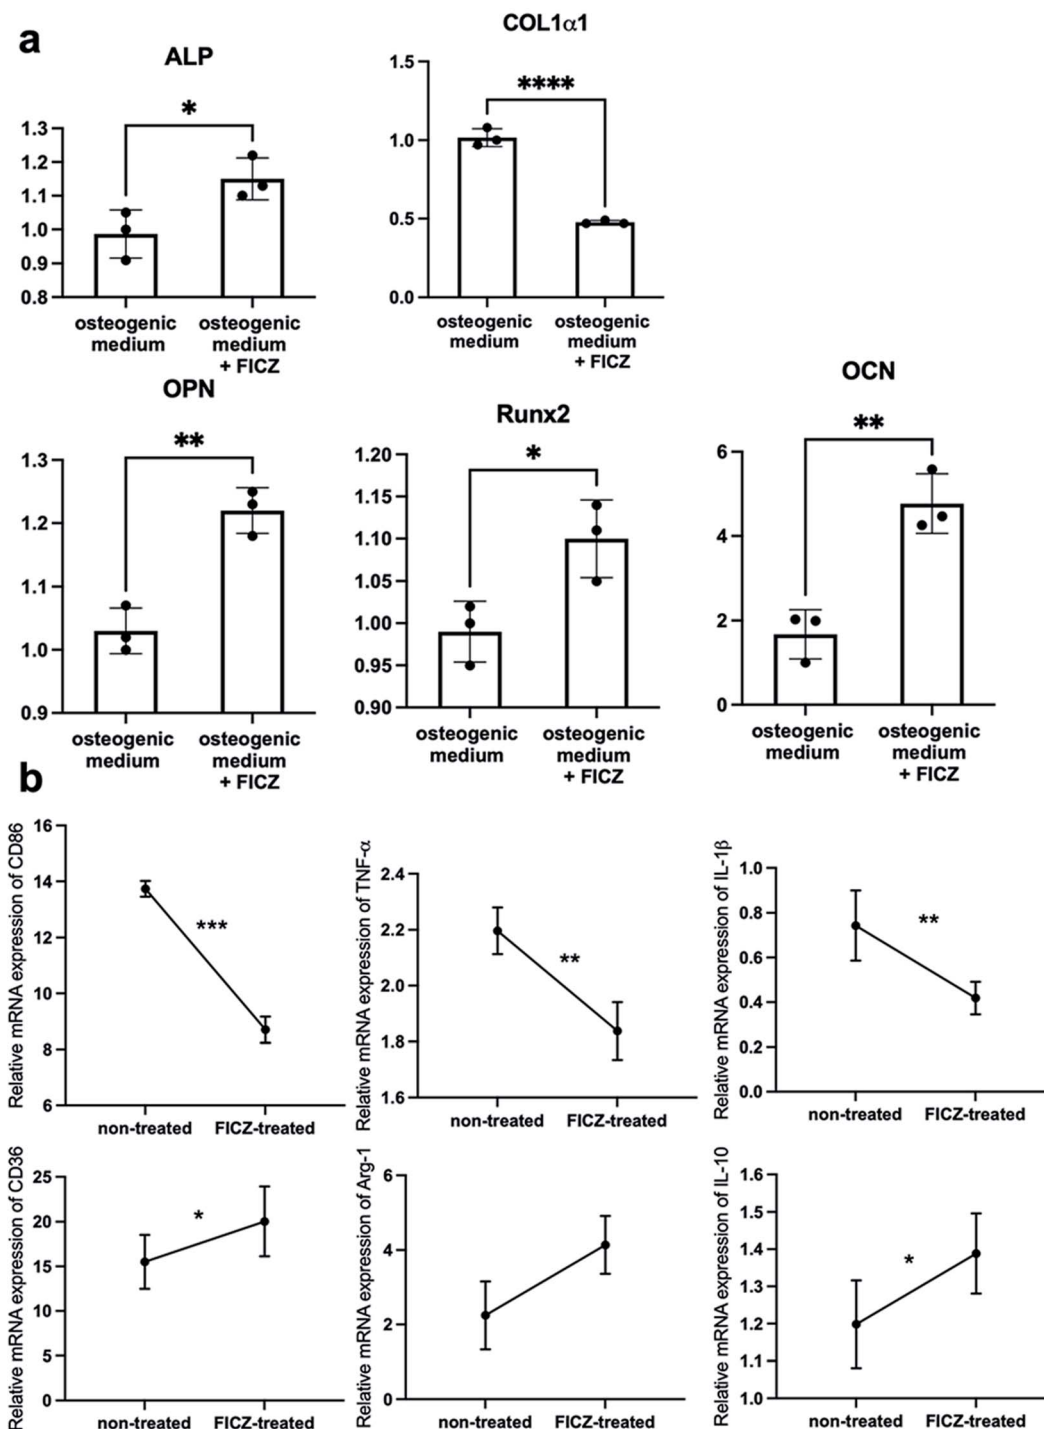 a
ALP
*
1.3
1.2
1.1
1.0
0.9
0.8
osteogenic
medium
osteogenic
medium
+ FICZ
COL1α1
****
1.5
1.0
0.5
0.0
osteogenic
medium
osteogenic
medium
+ FICZ
OPN
**
1.3
1.2
1.1
1.0
0.9
osteogenic
medium
osteogenic
medium
+ FICZ
Runx2
*
1.20
1.15
1.10
1.05
1.00
0.95
0.90
osteogenic
medium
osteogenic
medium
+ FICZ
OCN
**
6
4
2
0
osteogenic
medium
osteogenic
medium
+ FICZ
b
Relative mRNA expression of CD86
16
14
12
10
8
6
***
non-treated
FICZ-treated
Relative mRNA expression of TNF-α
2.4
2.2
2.0
1.8
1.6
**
non-treated
FICZ-treated
Relative mRNA expression of IL-1β
1.0
0.8
0.6
0.4
0.2
0.0
**
non-treated
FICZ-treated
Relative mRNA expression of CD36
25
20
15
10
5
0
*
non-treated
FICZ-treated
Relative mRNA expression of Arg-1
6
4
2
0
non-treated
FICZ-treated
Relative mRNA expression of IL-10
1.6
1.5
1.4
1.3
1.2
1.1
1.0
*
non-treated
FICZ-treated